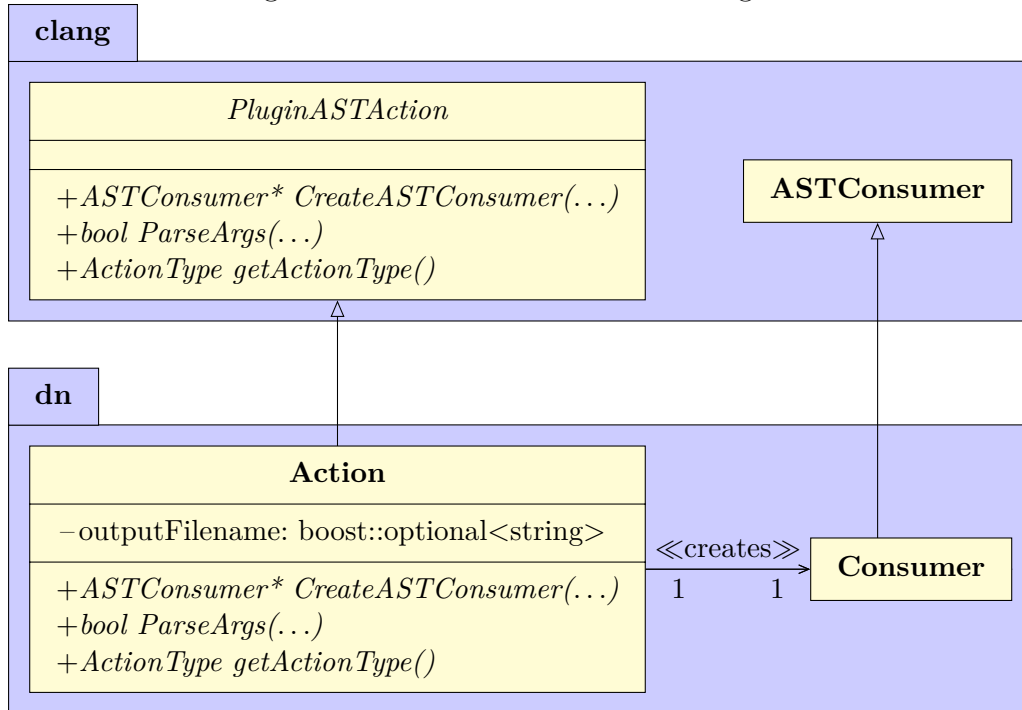 clang
PluginASTAction
+ASTConsumer* CreateASTConsumer(...)
+bool ParseArgs(...)
+ActionType getActionType()
ASTConsumer
dn
Action
–outputFilename: boost::optional<string>
+ASTConsumer* CreateASTConsumer(...)
+bool ParseArgs(...)
+ActionType getActionType()
≪creates≫
1 1
Consumer